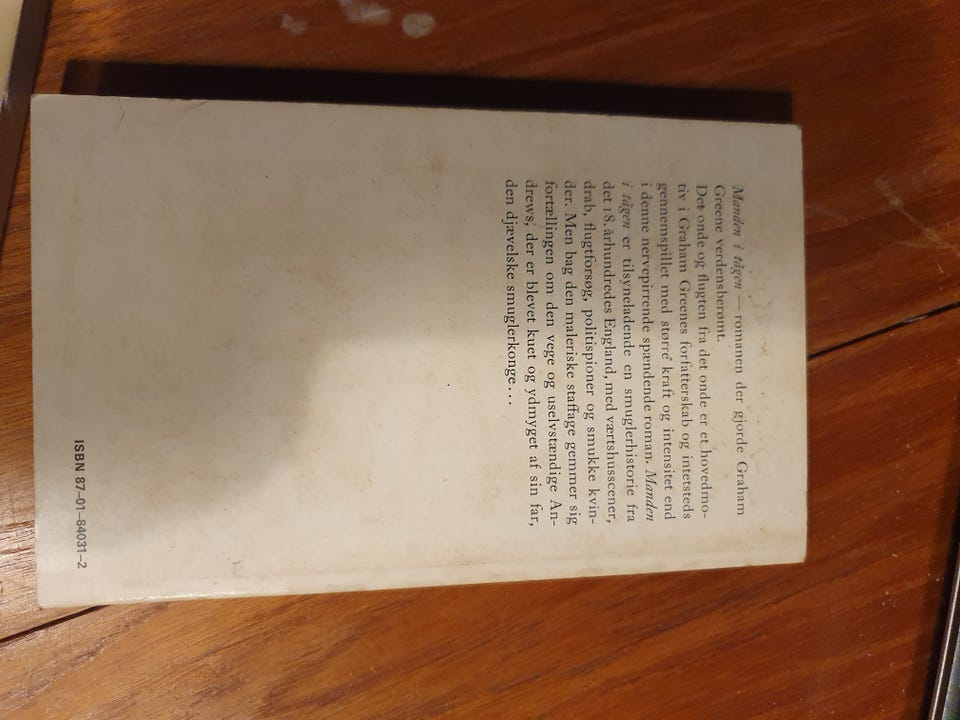 Manden i tågen — romanen der gjorde Graham
Greene verdensberømt.
Det onde og flugten fra det onde er et hovedmo-
tiv i Graham Greenes forfatterskab og intetsteds
gennemspillet med større kraft og intensitet end
i denne nervepirrende spændende roman. Manden
i tågen er tilsyneladende en smuglerhistorie fra
det 18. århundredes England, med værtshusscener,
drab, flugtforsøg, politispioner og smukke kvin-
der. Men bag den maleriske staffage gemmer sig
fortællingen om den vege og uselvstændige An-
drews, der er blevet kuet og ydmyget af sin far,
den djævelske smuglerkonge...
ISBN 87-01-84031-2